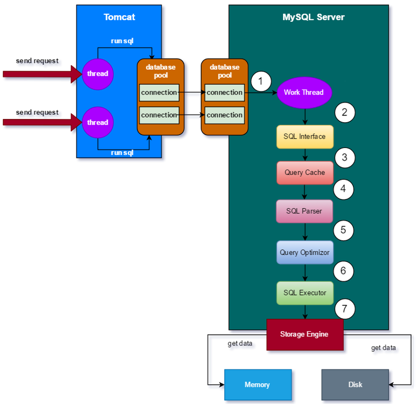 Tomcat
MySQL Server
send request
run sql
thread
database
pool
connection
connection
send request
thread
run sql
database
pool
connection
connection
1
Work Thread
2
SQL Interface
3
Query Cache
4
SQL Parser
5
Query Optimizor
6
SQL Executor
7
Storage Engine
get data
get data
Memory
Disk